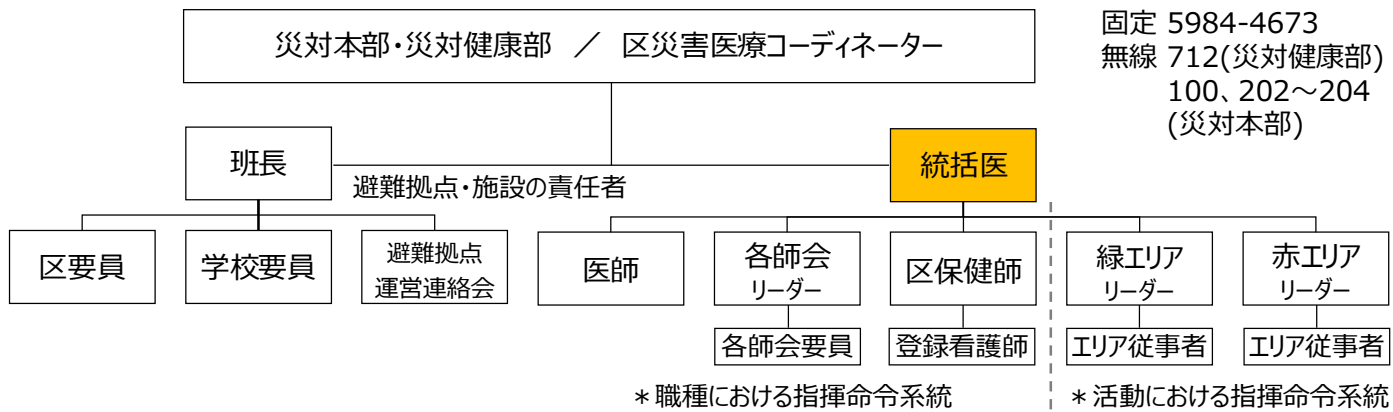 災対本部・災対健康部 ／ 区災害医療コーディネーター
固定 5984-4673
無線 712(災対健康部)
100、202～204
(災対本部)
班長
統括医
避難拠点・施設の責任者
区要員
学校要員
避難拠点
運営連絡会
医師
各師会
リーダー
区保健師
緑エリア
リーダー
赤エリア
リーダー
各師会要員
登録看護師
エリア従事者
エリア従事者
＊職種における指揮命令系統
＊活動における指揮命令系統